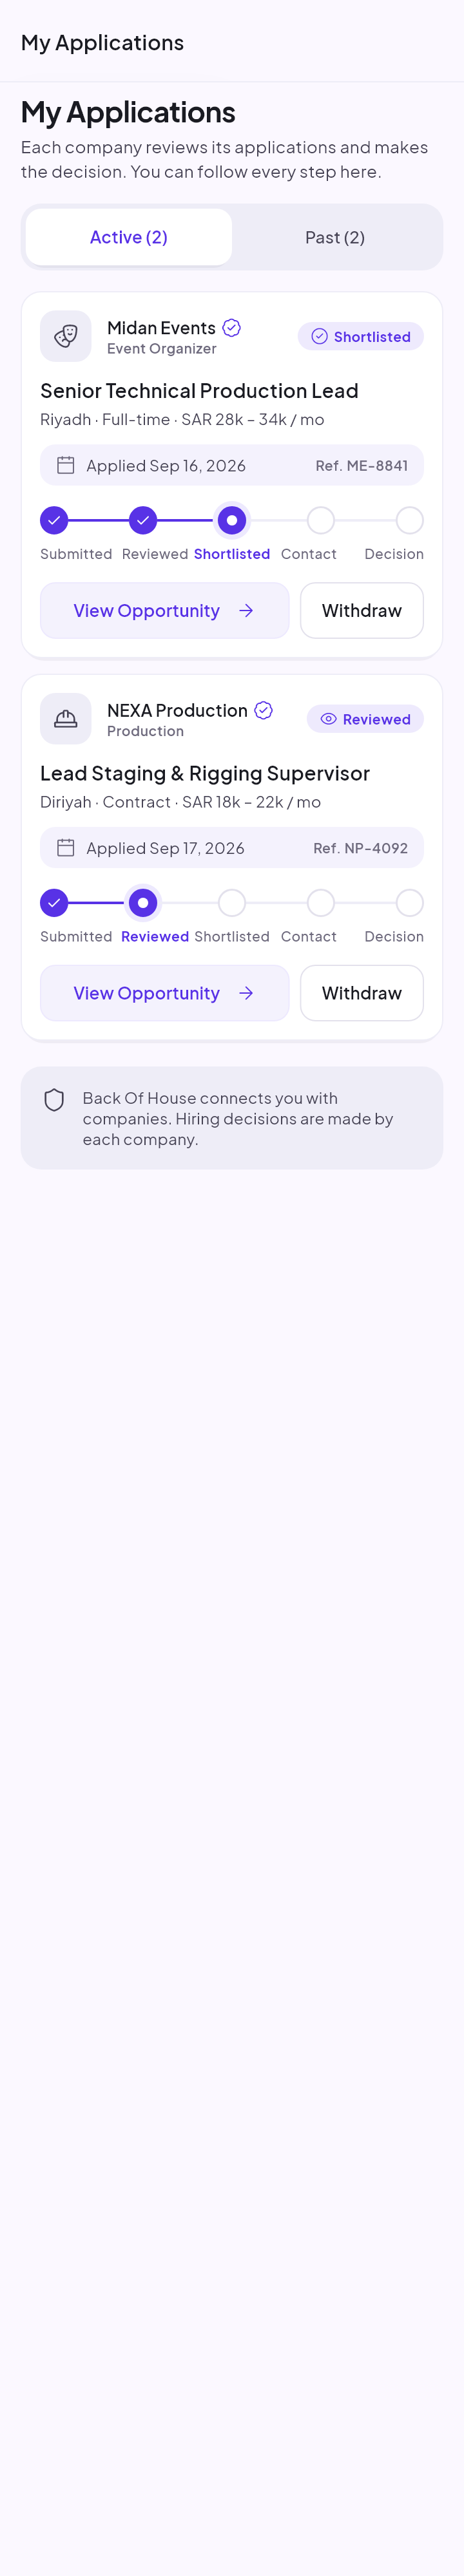 My Applications
My Applications
Each company reviews its applications and makes
the decision. You can follow every step here.
Active (2)
Past (2)
Midan Events
Event Organizer
Shortlisted
Senior Technical Production Lead
Riyadh · Full-time · SAR 28k – 34k / mo
Applied Sep 16, 2026
Ref. ME-8841
Submitted
Reviewed
Shortlisted
Contact
Decision
View Opportunity
Withdraw
NEXA Production
Production
Reviewed
Lead Staging & Rigging Supervisor
Diriyah · Contract · SAR 18k – 22k / mo
Applied Sep 17, 2026
Ref. NP-4092
Submitted
Reviewed
Shortlisted
Contact
Decision
View Opportunity
Withdraw
Back Of House connects you with
companies. Hiring decisions are made by
each company.